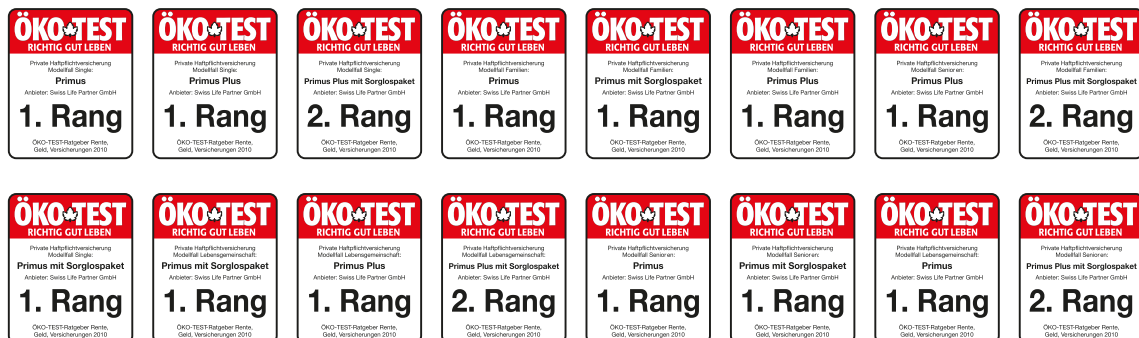 ÖKO TEST
RICHTIG GUT LEBEN
Private Haftpflichtversicherung
Modellfall Single:
Primus
Anbieter: Swiss Life Partner GmbH
1. Rang
ÖKO-TEST-Ratgeber Rente,
Geld, Versicherungen 2010
ÖKO TEST
RICHTIG GUT LEBEN
Private Haftpflichtversicherung
Modellfall Single:
Primus Plus
Anbieter: Swiss Life Partner GmbH
1. Rang
ÖKO-TEST-Ratgeber Rente,
Geld, Versicherungen 2010
ÖKO TEST
RICHTIG GUT LEBEN
Private Haftpflichtversicherung
Modellfall Single:
Primus Plus mit Sorglospaket
Anbieter: Swiss Life Partner GmbH
2. Rang
ÖKO-TEST-Ratgeber Rente,
Geld, Versicherungen 2010
ÖKO TEST
RICHTIG GUT LEBEN
Private Haftpflichtversicherung
Modellfall Familien:
Primus
Anbieter: Swiss Life Partner GmbH
1. Rang
ÖKO-TEST-Ratgeber Rente,
Geld, Versicherungen 2010
ÖKO TEST
RICHTIG GUT LEBEN
Private Haftpflichtversicherung
Modellfall Familien:
Primus mit Sorglospaket
Anbieter: Swiss Life Partner GmbH
1. Rang
ÖKO-TEST-Ratgeber Rente,
Geld, Versicherungen 2010
ÖKO TEST
RICHTIG GUT LEBEN
Private Haftpflichtversicherung
Modellfall Familien:
Primus Plus
Anbieter: Swiss Life Partner GmbH
1. Rang
ÖKO-TEST-Ratgeber Rente,
Geld, Versicherungen 2010
ÖKO TEST
RICHTIG GUT LEBEN
Private Haftpflichtversicherung
Modellfall Senioren:
Primus Plus
Anbieter: Swiss Life Partner GmbH
1. Rang
ÖKO-TEST-Ratgeber Rente,
Geld, Versicherungen 2010
ÖKO TEST
RICHTIG GUT LEBEN
Private Haftpflichtversicherung
Modellfall Familien:
Primus Plus mit Sorglospaket
Anbieter: Swiss Life Partner GmbH
2. Rang
ÖKO-TEST-Ratgeber Rente,
Geld, Versicherungen 2010
ÖKO TEST
RICHTIG GUT LEBEN
Private Haftpflichtversicherung
Modellfall Single:
Primus mit Sorglospaket
Anbieter: Swiss Life Partner GmbH
1. Rang
ÖKO-TEST-Ratgeber Rente,
Geld, Versicherungen 2010
ÖKO TEST
RICHTIG GUT LEBEN
Private Haftpflichtversicherung
Modellfall Lebensgemeinschaft:
Primus mit Sorglospaket
Anbieter: Swiss Life Partner GmbH
1. Rang
ÖKO-TEST-Ratgeber Rente,
Geld, Versicherungen 2010
ÖKO TEST
RICHTIG GUT LEBEN
Private Haftpflichtversicherung
Modellfall Lebensgemeinschaft:
Primus Plus
Anbieter: Swiss Life Partner GmbH
1. Rang
ÖKO-TEST-Ratgeber Rente,
Geld, Versicherungen 2010
ÖKO TEST
RICHTIG GUT LEBEN
Private Haftpflichtversicherung
Modellfall Lebensgemeinschaft:
Primus Plus mit Sorglospaket
Anbieter: Swiss Life Partner GmbH
2. Rang
ÖKO-TEST-Ratgeber Rente,
Geld, Versicherungen 2010
ÖKO TEST
RICHTIG GUT LEBEN
Private Haftpflichtversicherung
Modellfall Senioren:
Primus
Anbieter: Swiss Life Partner GmbH
1. Rang
ÖKO-TEST-Ratgeber Rente,
Geld, Versicherungen 2010
ÖKO TEST
RICHTIG GUT LEBEN
Private Haftpflichtversicherung
Modellfall Senioren:
Primus mit Sorglospaket
Anbieter: Swiss Life Partner GmbH
1. Rang
ÖKO-TEST-Ratgeber Rente,
Geld, Versicherungen 2010
ÖKO TEST
RICHTIG GUT LEBEN
Private Haftpflichtversicherung
Modellfall Lebensgemeinschaft:
Primus
Anbieter: Swiss Life Partner GmbH
1. Rang
ÖKO-TEST-Ratgeber Rente,
Geld, Versicherungen 2010
ÖKO TEST
RICHTIG GUT LEBEN
Private Haftpflichtversicherung
Modellfall Senioren:
Primus Plus mit Sorglospaket
Anbieter: Swiss Life Partner GmbH
2. Rang
ÖKO-TEST-Ratgeber Rente,
Geld, Versicherungen 2010